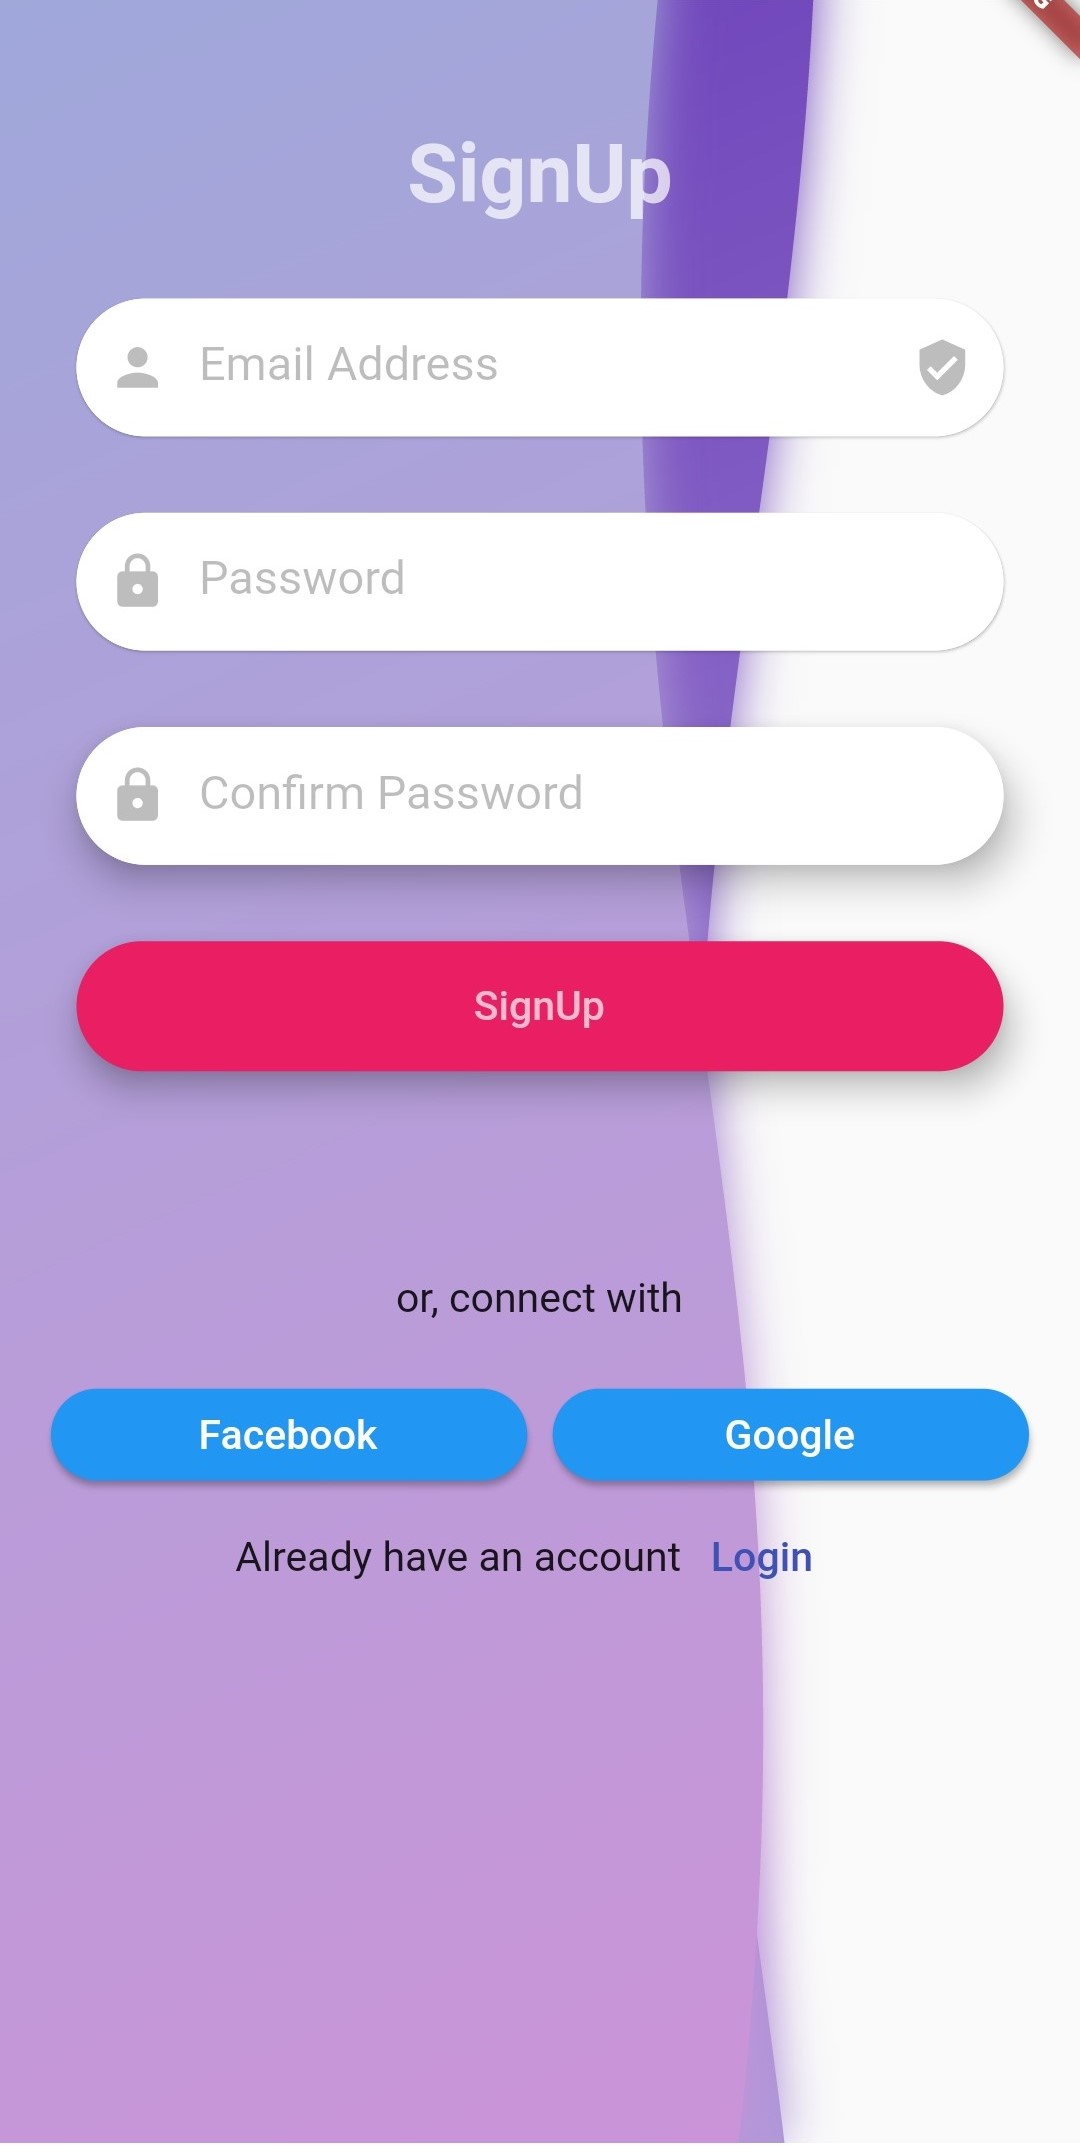 SignUp
Email Address
Password
Confirm Password
SignUp
or, connect with
Facebook
Google
Already have an account Login